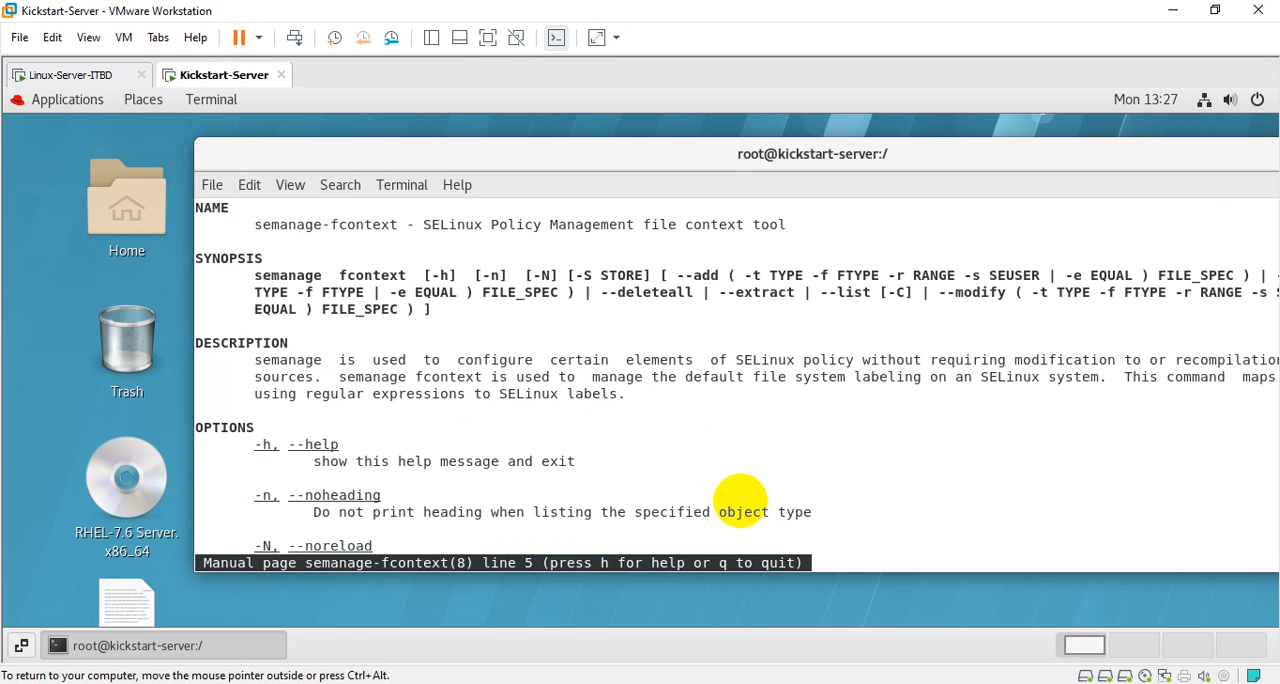 Kickstart-Server - VMware Workstation
File Edit View VM Tabs Help
Linux-Server-ITBD Kickstart-Server
Applications Places Terminal Mon 13:27
root@kickstart-server:/
File Edit View Search Terminal Help
NAME
semanage-fcontext - SELinux Policy Management file context tool
SYNOPSIS
semanage fcontext [-h] [-n] [-N] [-S STORE] [ --add ( -t TYPE -f FTYPE -r RANGE -s SEUSER | -e EQUAL ) FILE_SPEC ) | -
TYPE -f FTYPE | -e EQUAL ) FILE_SPEC ) | --deleteall | --extract | --list [-C] | --modify ( -t TYPE -f FTYPE -r RANGE -s S
EQUAL ) FILE_SPEC ) ]
DESCRIPTION
semanage is used to configure certain elements of SELinux policy without requiring modification to or recompilation
sources. semanage fcontext is used to manage the default file system labeling on an SELinux system. This command maps
using regular expressions to SELinux labels.
OPTIONS
-h, --help
show this help message and exit
-n, --noheading
Do not print heading when listing the specified object type
-N, --noreload
Manual page semanage-fcontext(8) line 5 (press h for help or q to quit)
Home
Trash
RHEL-7.6 Server.
x86_64
root@kickstart-server:/
To return to your computer, move the mouse pointer outside or press Ctrl+Alt.